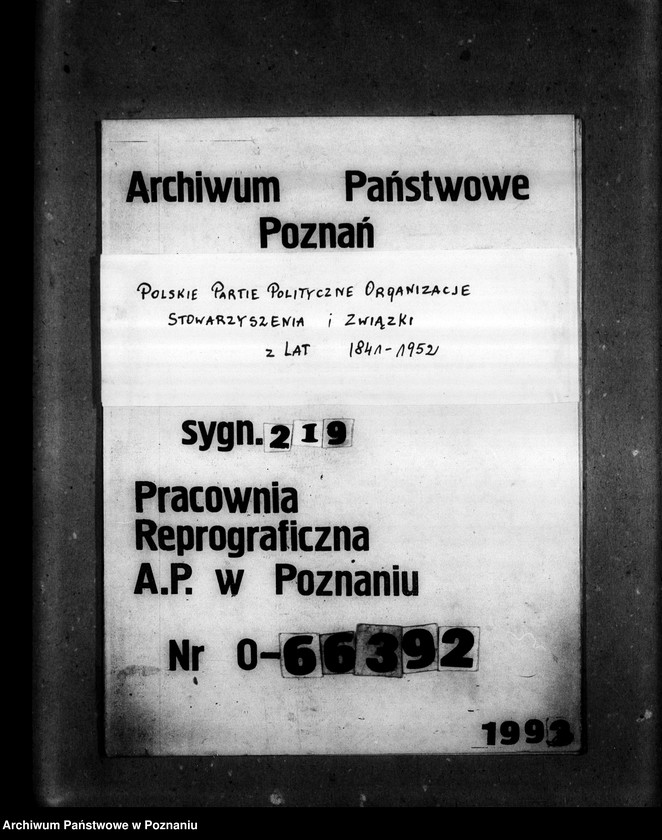 Archiwum Państwowe
Poznań
POLSKIE PARTIE POLITYCZNE ORGANIZACJE
STOWARZYSZENIA i ZWIĄZKI
z LAT 1841-1952
sygn. 219
Pracownia
Reprograficzna
A.P. w Poznaniu
Nr 0-66392
1993
Archiwum Państwowe w Poznaniu